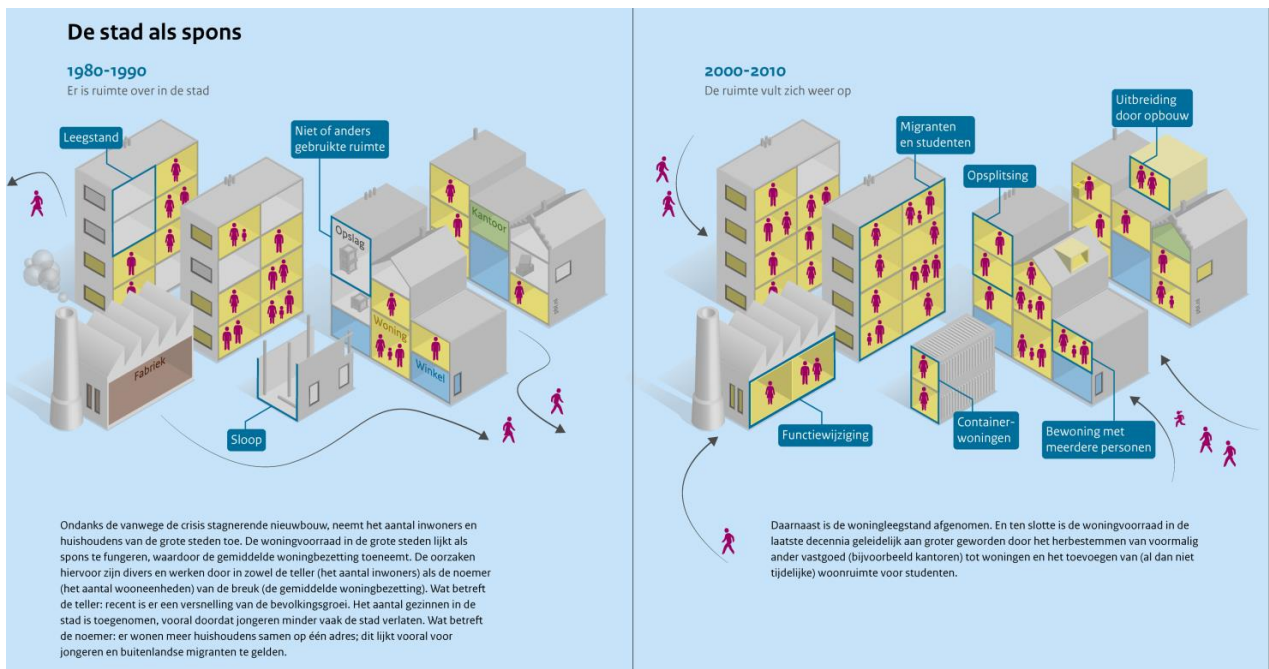 De stad als spons
1980-1990
Er is ruimte over in de stad
Leegstand
Niet of anders
gebruikte ruimte
Opslag
Kantoor
Woning
Winkel
Fabriek
Sloop
Ondanks de vanwege de crisis stagnerende nieuwbouw, neemt het aantal inwoners en
huishoudens van de grote steden toe. De woningvoorraad in de grote steden lijkt als
spons te fungeren, waardoor de gemiddelde woningbezetting toeneemt. De oorzaken
hiervoor zijn divers en werken door in zowel de teller (het aantal inwoners) als de noemer
(het aantal wooneenheden) van de breuk (de gemiddelde woningbezetting). Wat betreft
de teller: recent is er een versnelling van de bevolkingsgroei. Het aantal gezinnen in de
stad is toegenomen, vooral doordat jongeren minder vaak de stad verlaten. Wat betreft
de noemer: er wonen meer huishoudens samen op één adres; dit lijkt vooral voor
jongeren en buitenlandse migranten te gelden.
2000-2010
De ruimte vult zich weer op
Migranten
en studenten
Opsplitsing
Uitbreiding
door opbouw
Functiewijziging
Container-
woningen
Bewoning met
meerdere personen
Daarnaast is de woningleegstand afgenomen. En ten slotte is de woningvoorraad in de
laatste decennia geleidelijk aan groter geworden door het herbestemmen van voormalig
ander vastgoed (bijvoorbeeld kantoren) tot woningen en het toevoegen van (al dan niet
tijdelijke) woonruimte voor studenten.